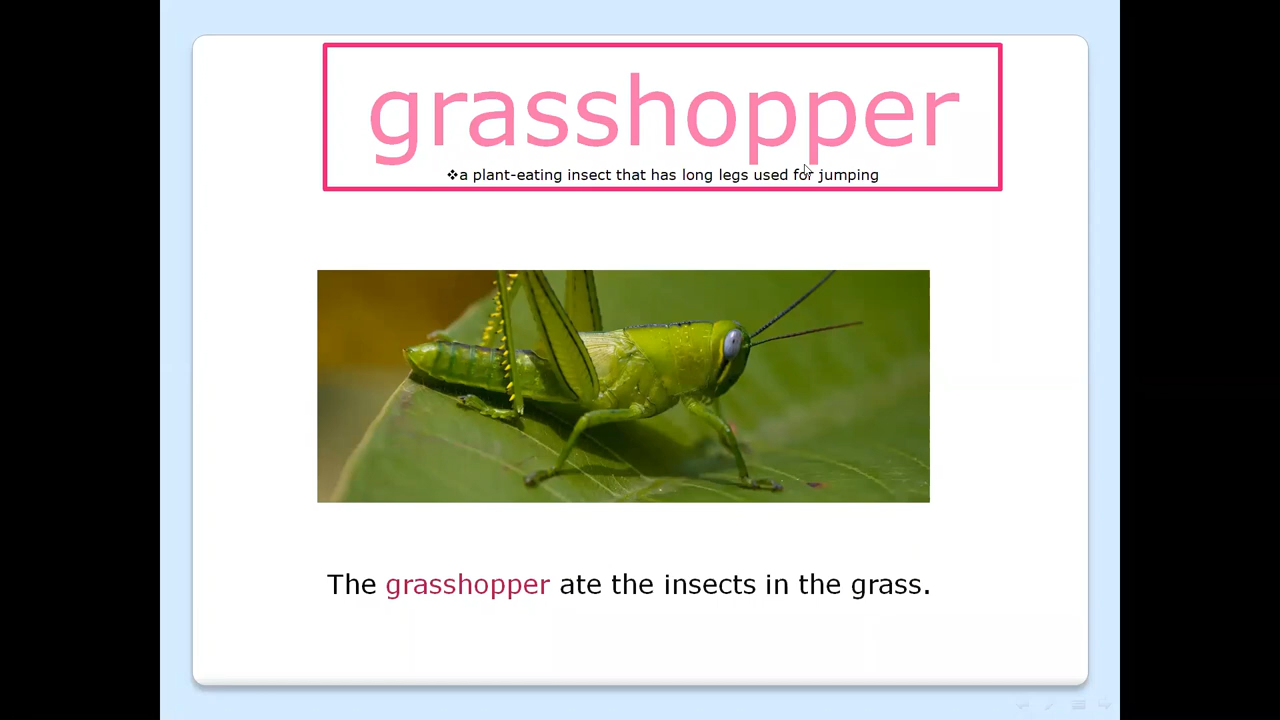 grasshopper
❖a plant-eating insect that has long legs used for jumping
The grasshopper ate the insects in the grass.